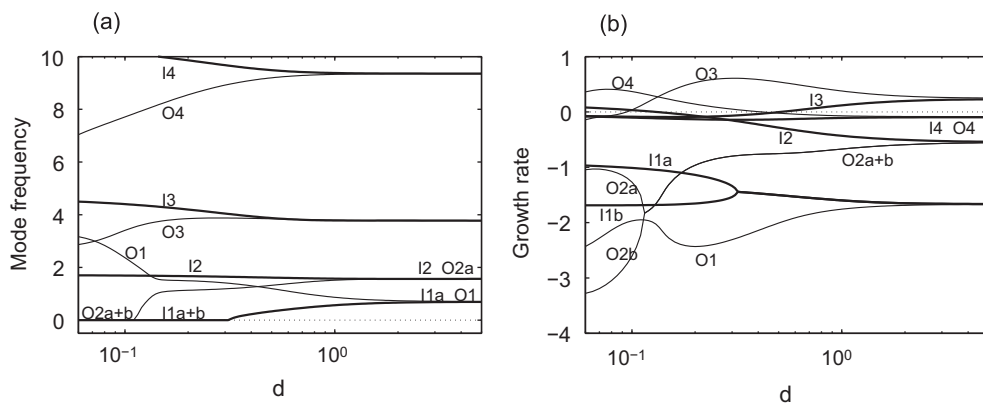 (a)
10
I4
8
O4
6
Mode frequency
I3
4
O3
O1
2
I2
I2 O2a
I1a O1
O2a+b
I1a+b
0
10⁻¹
10⁰
d
(b)
1
O4
O3
I3
0
I2
I4 O4
I1a
O2a+b
−1
O2a
Growth rate
I1b
−2
O2b
O1
−3
−4
10⁻¹
10⁰
d